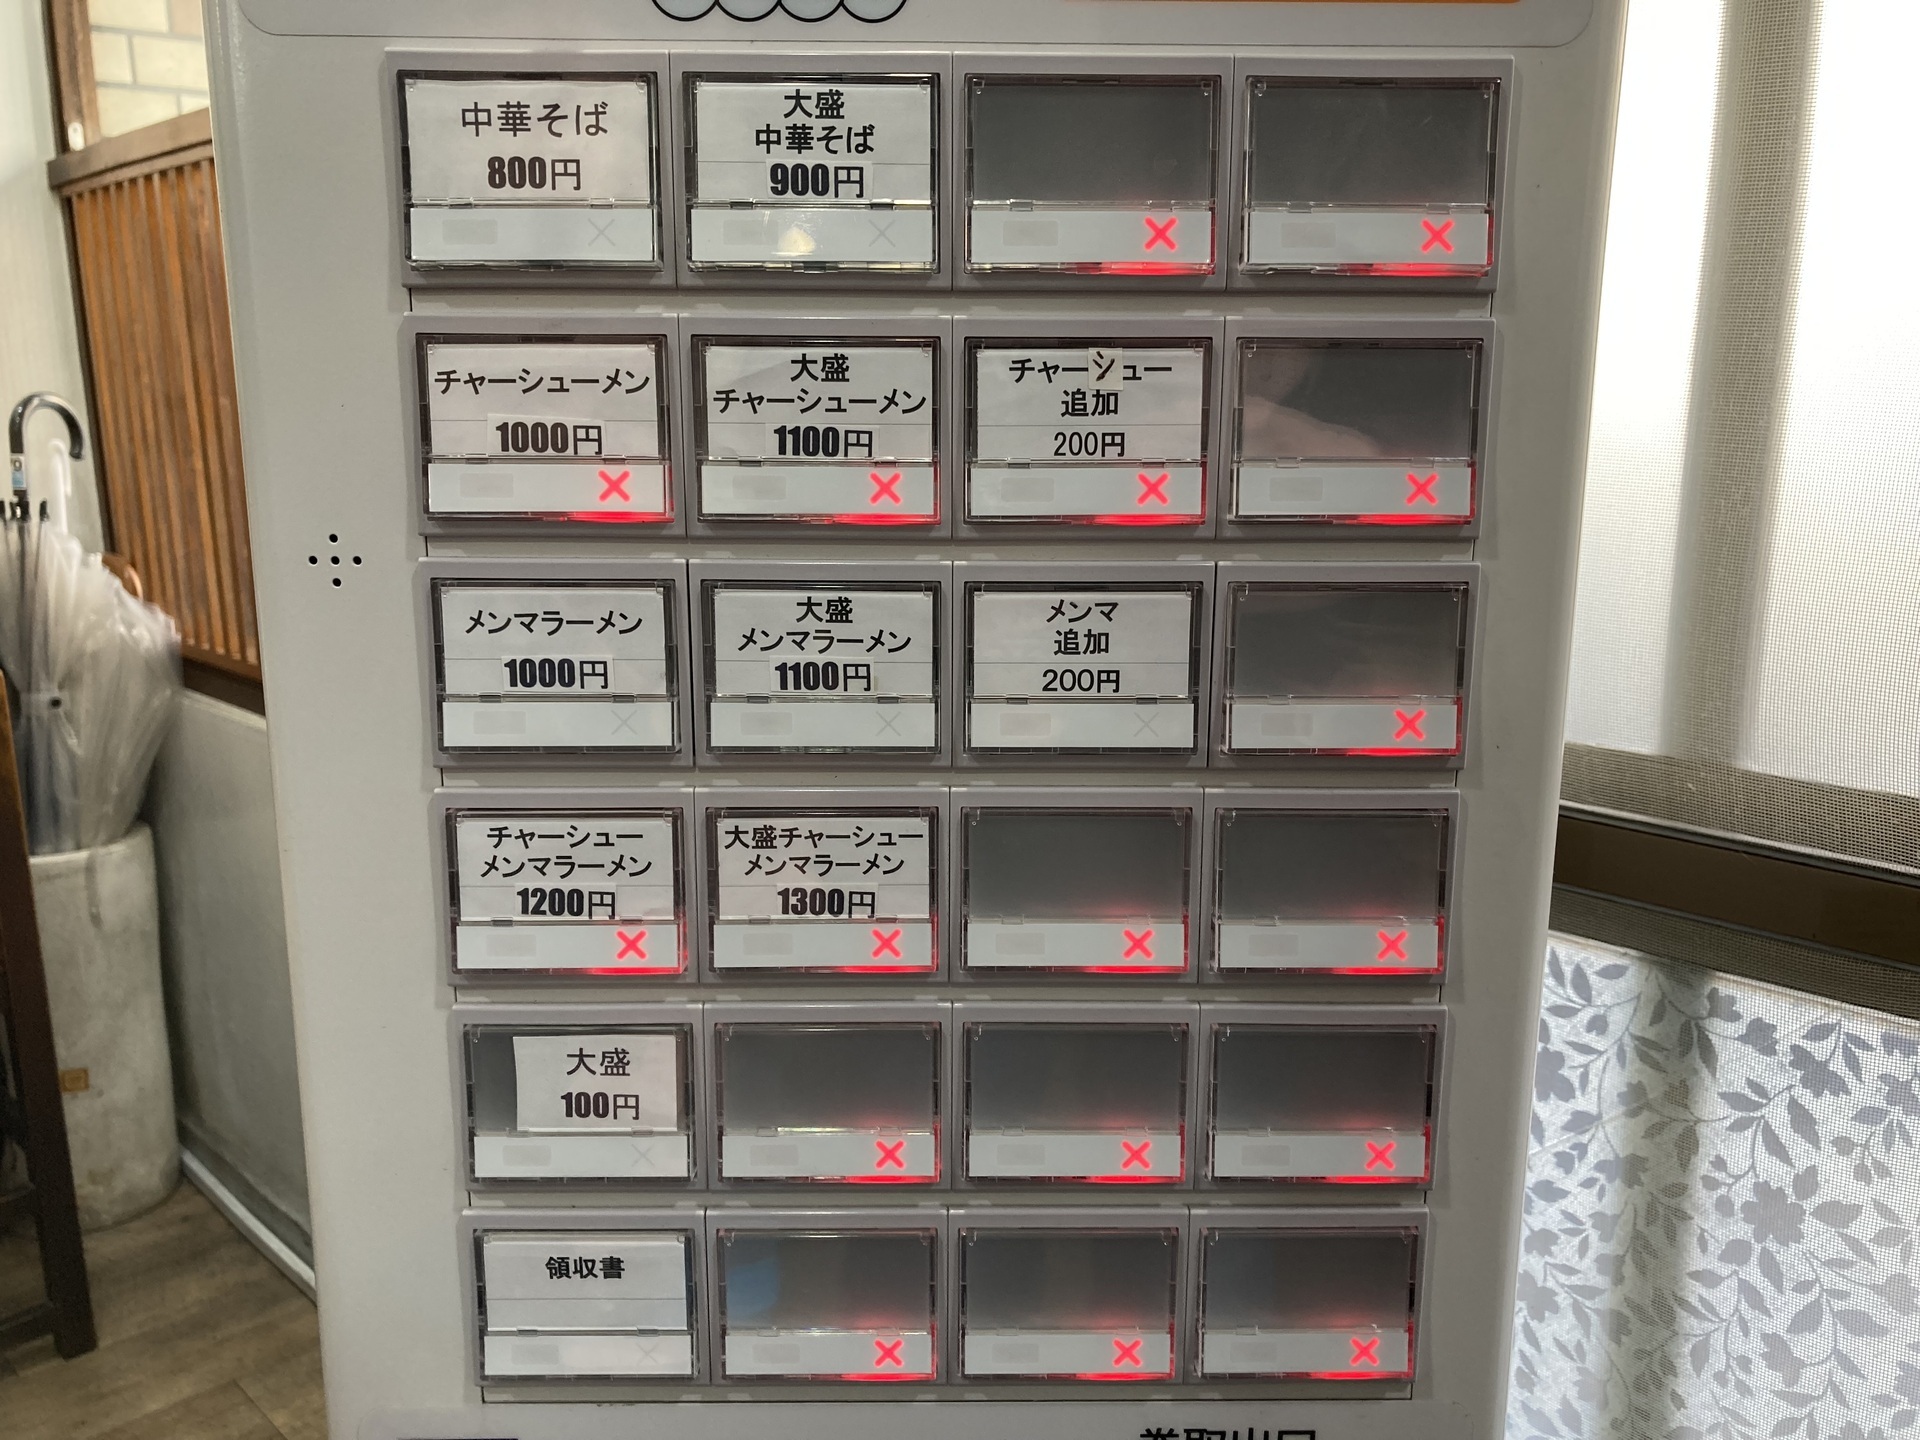 中華そば
800円
大盛
中華そば
900円
チャーシューメン
1000円
大盛
チャーシューメン
1100円
チャーシュー
追加
200円
メンマラーメン
1000円
大盛
メンマラーメン
1100円
メンマ
追加
200円
チャーシュー
メンマラーメン
1200円
大盛チャーシュー
メンマラーメン
1300円
大盛
100円
領収書